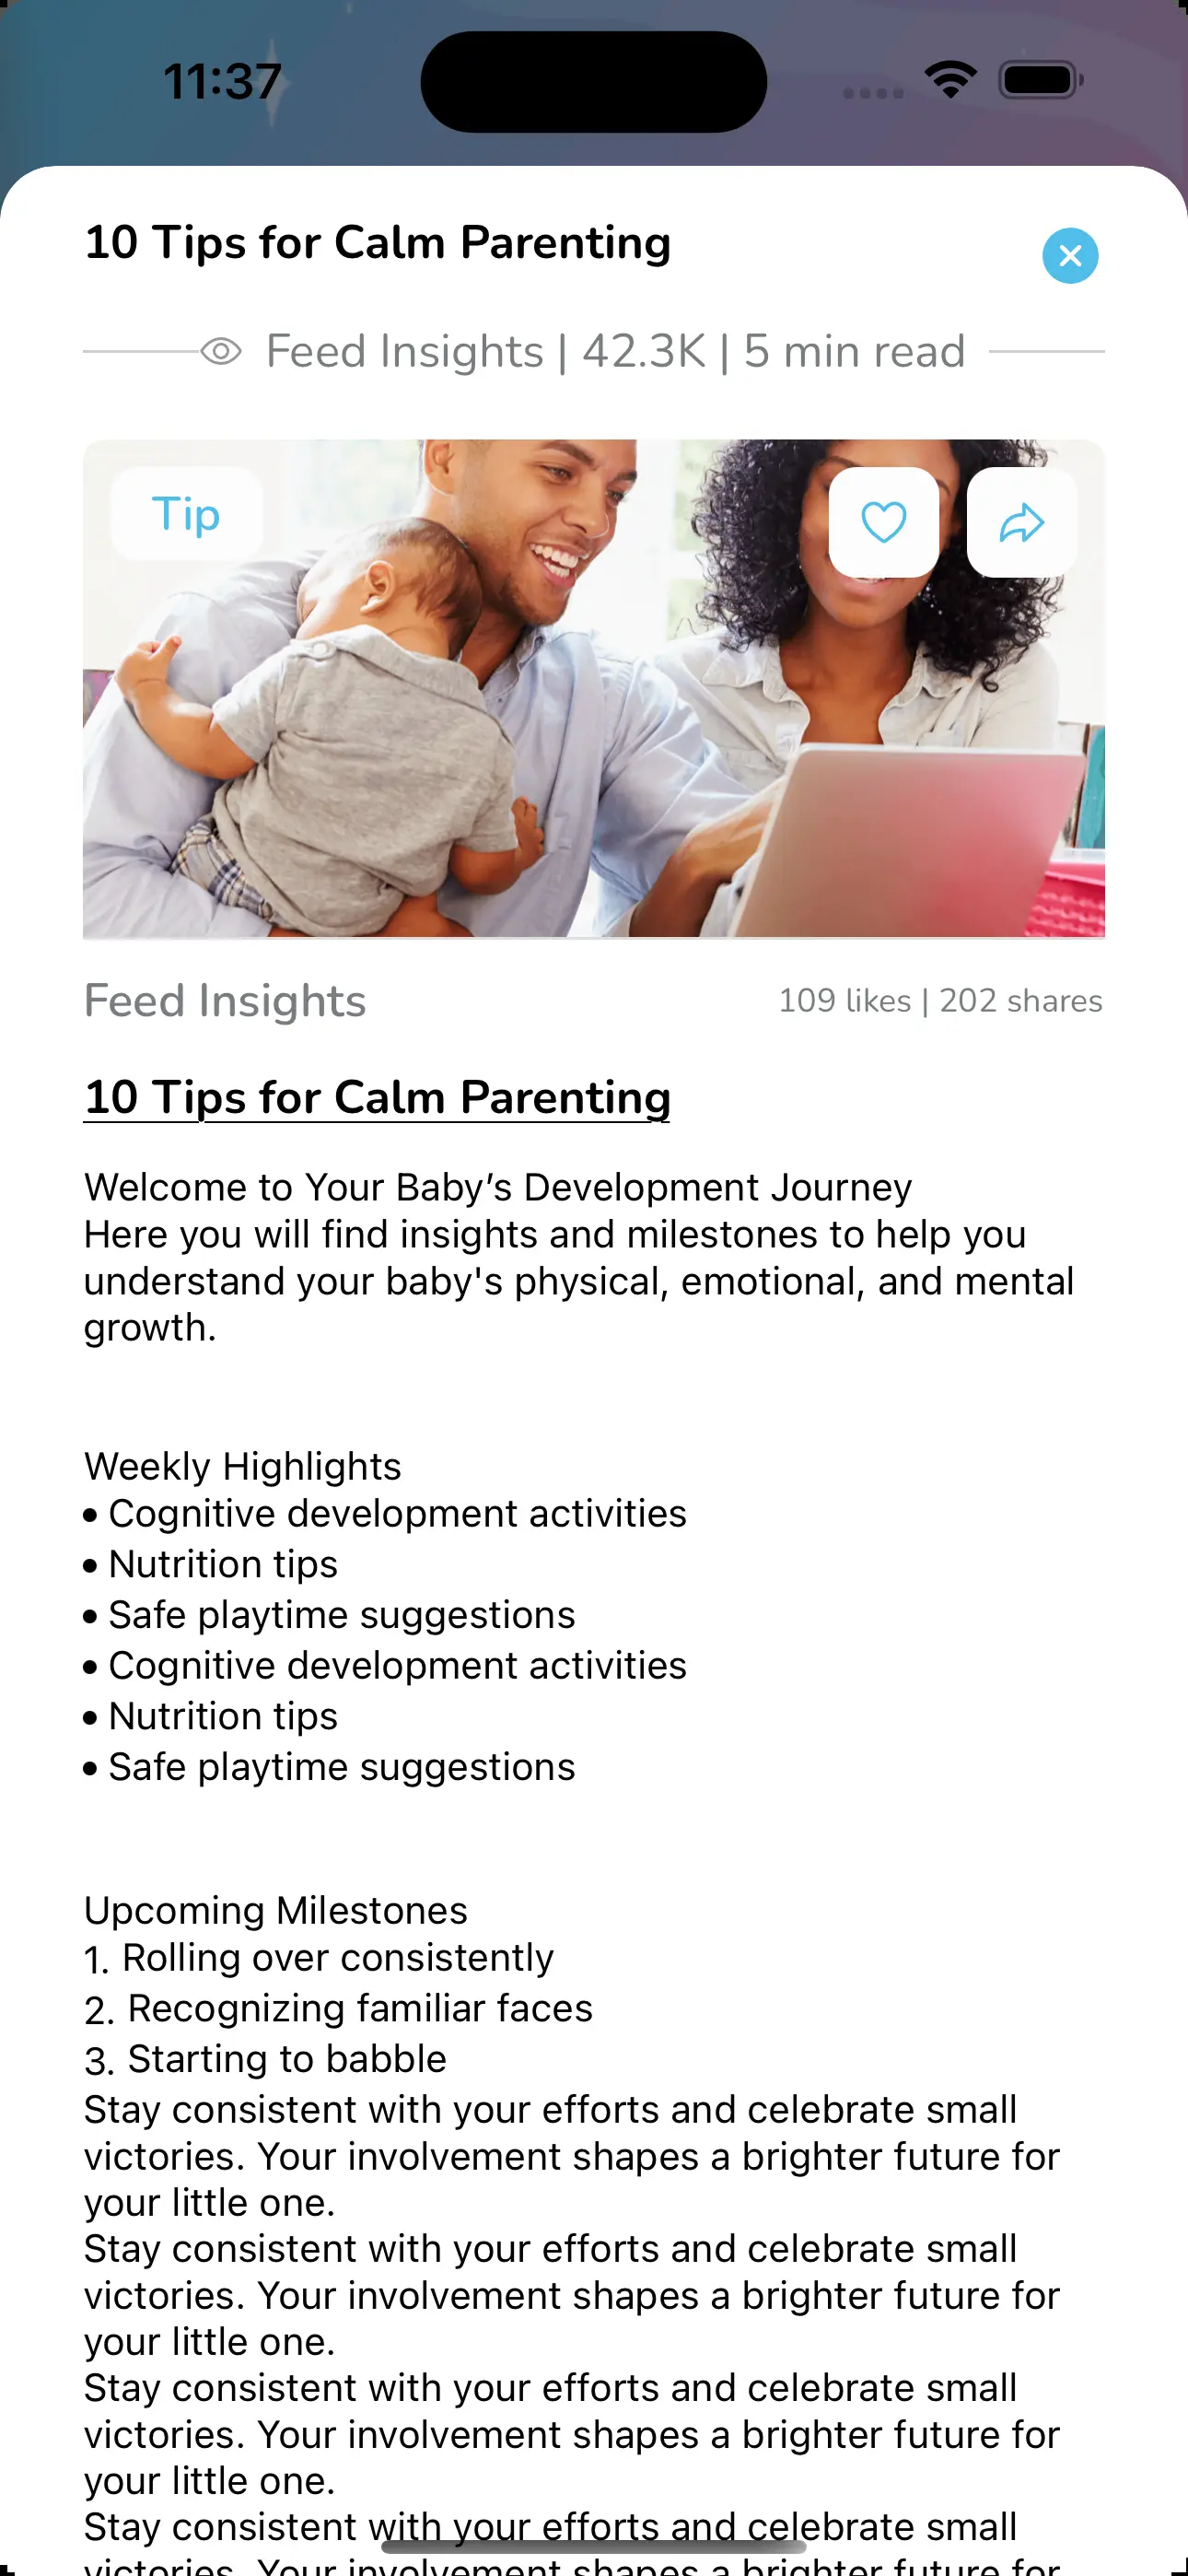 11:37
10 Tips for Calm Parenting
Feed Insights | 42.3K | 5 min read
Tip
Feed Insights
109 likes | 202 shares
10 Tips for Calm Parenting
Welcome to Your Baby’s Development Journey
Here you will find insights and milestones to help you
understand your baby's physical, emotional, and mental
growth.
Weekly Highlights
• Cognitive development activities
• Nutrition tips
• Safe playtime suggestions
• Cognitive development activities
• Nutrition tips
• Safe playtime suggestions
Upcoming Milestones
1. Rolling over consistently
2. Recognizing familiar faces
3. Starting to babble
Stay consistent with your efforts and celebrate small
victories. Your involvement shapes a brighter future for
your little one.
Stay consistent with your efforts and celebrate small
victories. Your involvement shapes a brighter future for
your little one.
Stay consistent with your efforts and celebrate small
victories. Your involvement shapes a brighter future for
your little one.
Stay consistent with your efforts and celebrate small
victories. Your involvement shapes a brighter future for